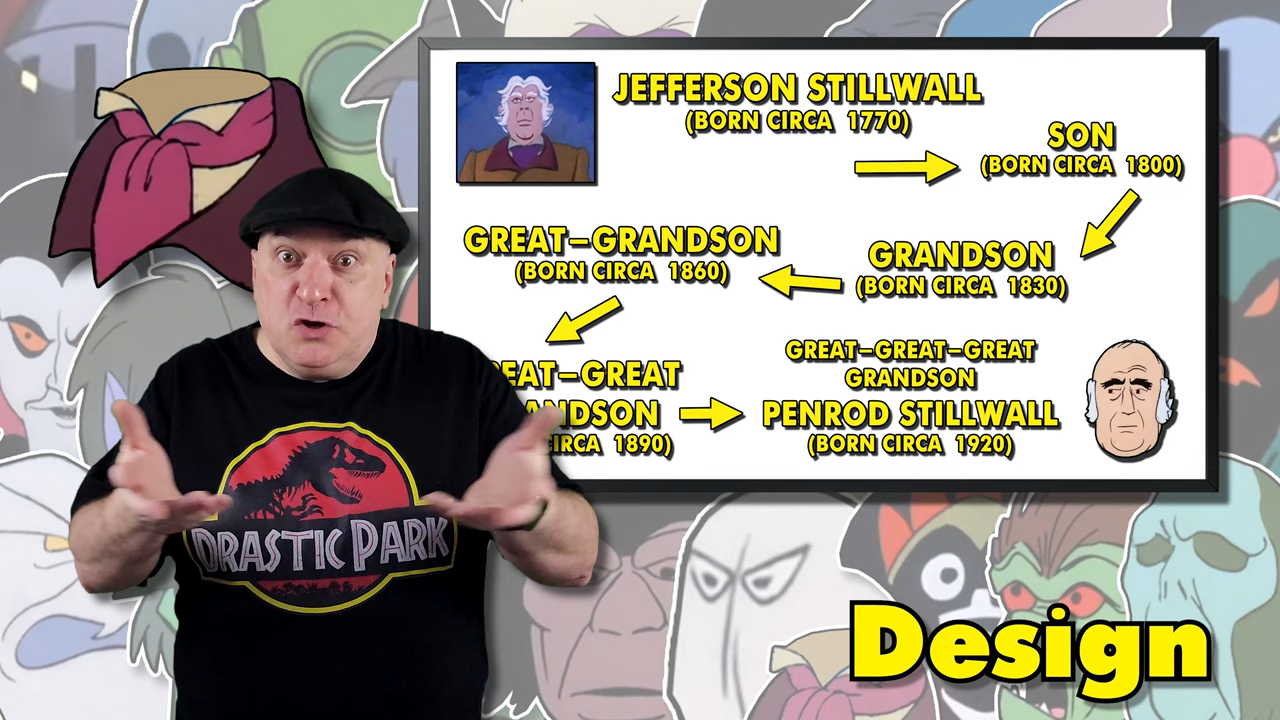 JEFFERSON STILLWALL
(BORN CIRCA 1770)
SON
(BORN CIRCA 1800)
GREAT-GRANDSON
(BORN CIRCA 1860)
GRANDSON
(BORN CIRCA 1830)
EAT-GREAT
ANDSON
CIRCA 1890)
GREAT-GREAT-GREAT
GRANDSON
PENROD STILLWALL
(BORN CIRCA 1920)
DRASTIC PARK
Design